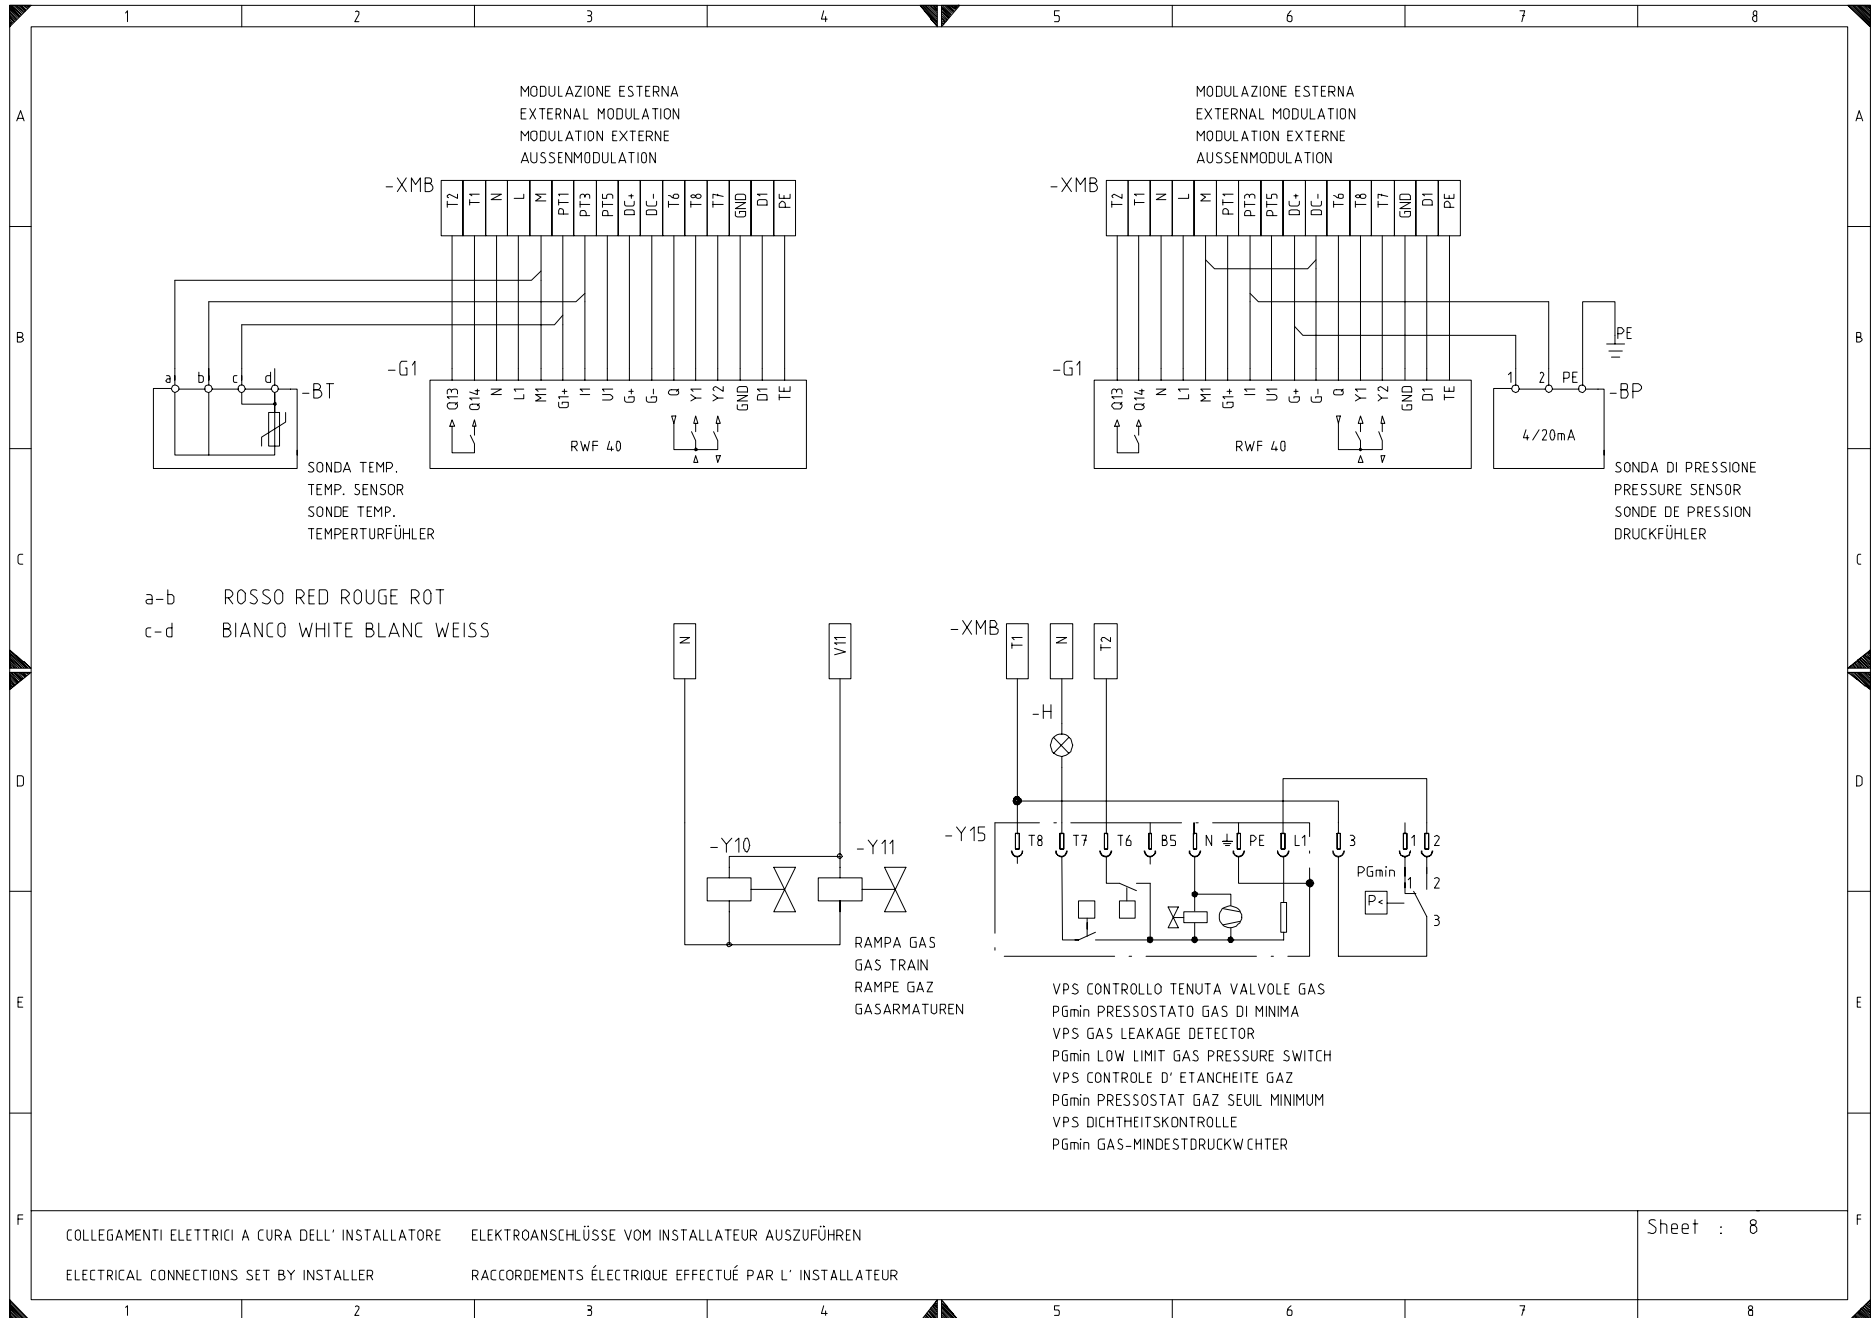 1 2 3 4 5 6 7 8
A
A
MODULAZIONE ESTERNA
EXTERNAL MODULATION
MODULATION EXTERNE
AUSSENMODULATION
-XMB
T2 T1 N L M PT1 PT3 PT5 DC+ DC- T6 T8 T7 GND D1 PE
MODULAZIONE ESTERNA
EXTERNAL MODULATION
MODULATION EXTERNE
AUSSENMODULATION
-XMB
T2 T1 N L M PT1 PT3 PT5 DC+ DC- T6 T8 T7 GND D1 PE
B
B
a b c d
-BT
-G1
Q13 Q14 N L1 M1 G1+ I1 U1 G+ G- Q Y1 Y2 GND D1 TE
RWF 40
SONDA TEMP.
TEMP. SENSOR
SONDE TEMP.
TEMPERTURFÜHLER
-G1
Q13 Q14 N L1 M1 G1+ I1 U1 G+ G- Q Y1 Y2 GND D1 TE
RWF 40
PE
1 2 PE
-BP
4/20mA
SONDA DI PRESSIONE
PRESSURE SENSOR
SONDE DE PRESSION
DRUCKFÜHLER
C
C
a-b ROSSO RED ROUGE ROT
c-d BIANCO WHITE BLANC WEISS
N V11
-XMB
T1 N T2
-H
D
D
-Y10
-Y11
-Y15
T8 T7 T6 B5 N PE L1 3 1 2
PGmin
1 2
P<
3
RAMPA GAS
GAS TRAIN
RAMPE GAZ
GASARMATUREN
E
E
VPS CONTROLLO TENUTA VALVOLE GAS
PGmin PRESSOSTATO GAS DI MINIMA
VPS GAS LEAKAGE DETECTOR
PGmin LOW LIMIT GAS PRESSURE SWITCH
VPS CONTROLE D' ETANCHEITE GAZ
PGmin PRESSOSTAT GAZ SEUIL MINIMUM
VPS DICHTHEITSKONTROLLE
PGmin GAS-MINDESTDRUCKW CHTER
F
F
COLLEGAMENTI ELETTRICI A CURA DELL' INSTALLATORE
ELEKTROANSCHLÜSSE VOM INSTALLATEUR AUSZUFÜHREN
ELECTRICAL CONNECTIONS SET BY INSTALLER
RACCORDEMENTS ÉLECTRIQUE EFFECTUÉ PAR L' INSTALLATEUR
Sheet : 8
1 2 3 4 5 6 7 8